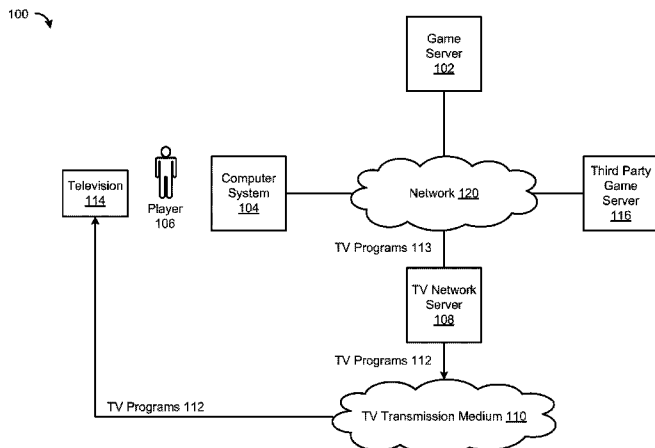 100
Game
Server
102
Television
114
Player
106
Computer
System
104
Network 120
Third Party
Game
Server
116
TV Programs 113
TV Network
Server
108
TV Programs 112
TV Programs 112
TV Transmission Medium 110